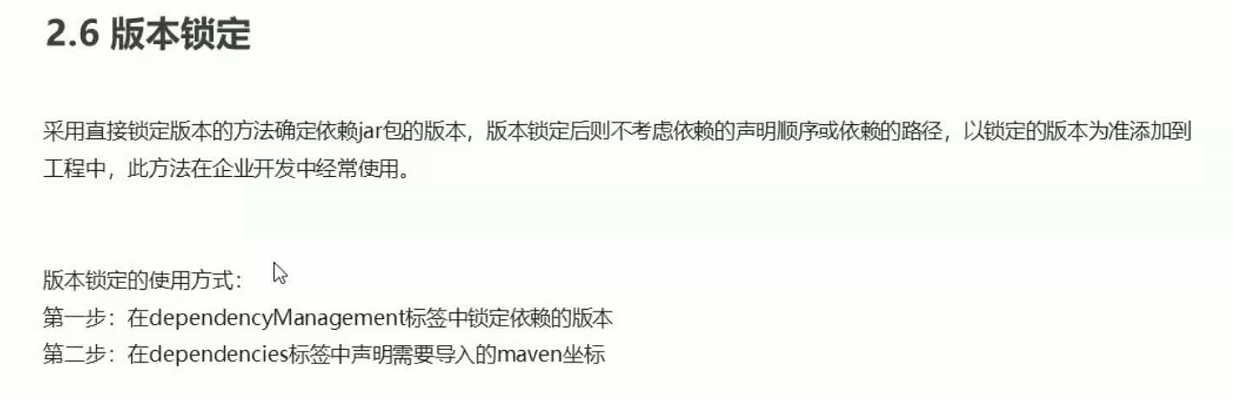 2.6 版本锁定
采用直接锁定版本的方法确定依赖jar包的版本，版本锁定后则不考虑依赖的声明顺序或依赖的路径，以锁定的版本为准添加到
工程中，此方法在企业开发中经常使用。
版本锁定的使用方式：
第一步：在dependencyManagement标签中锁定依赖的版本
第二步：在dependencies标签中声明需要导入的maven坐标